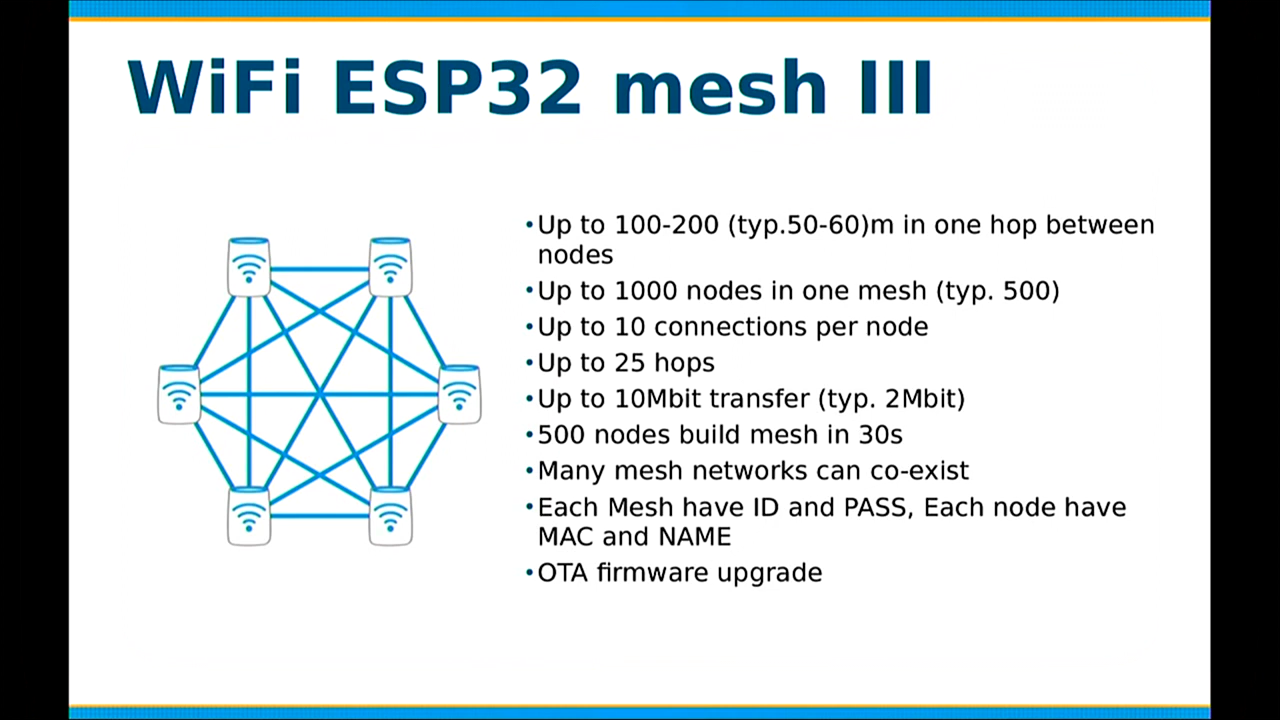 WiFi ESP32 mesh III
•Up to 100-200 (typ.50-60)m in one hop between
nodes
•Up to 1000 nodes in one mesh (typ. 500)
•Up to 10 connections per node
•Up to 25 hops
•Up to 10Mbit transfer (typ. 2Mbit)
•500 nodes build mesh in 30s
•Many mesh networks can co-exist
•Each Mesh have ID and PASS, Each node have
MAC and NAME
•OTA firmware upgrade